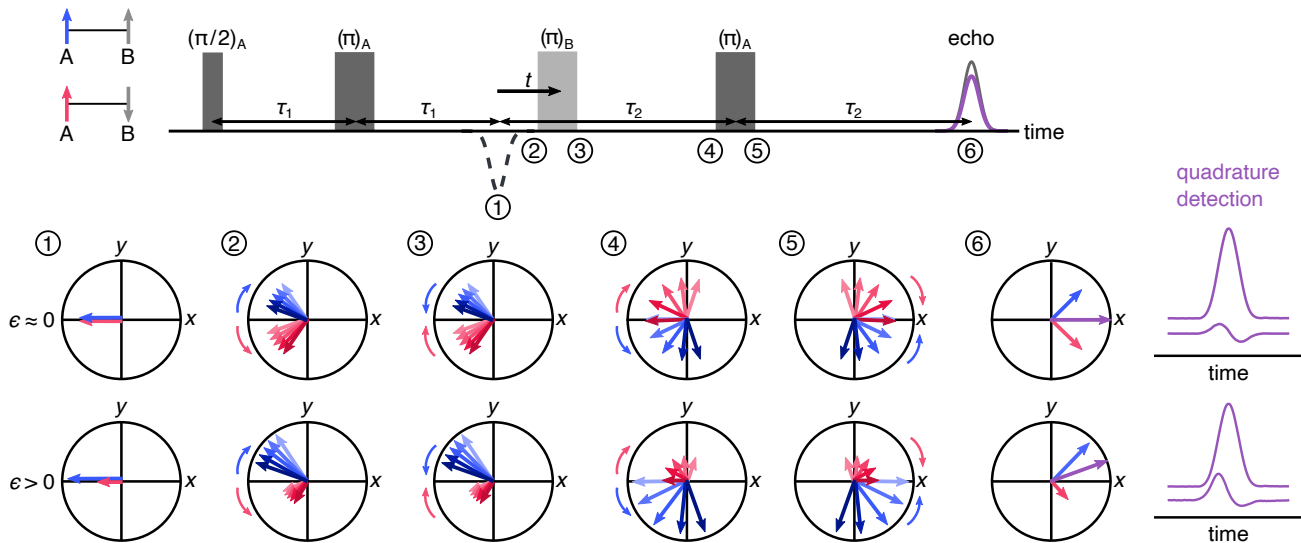 (π/2)A (π)A (π)B (π)A echo
A B
t
τ1 τ1 τ2 τ2
A B
time
② ③ ④ ⑤ ⑥
①
quadrature
detection
① ② ③ ④ ⑤ ⑥
y y y y y y
ϵ ≈ 0 x x x x x x
time
y y y y y y
ϵ > 0 x x x x x x
time